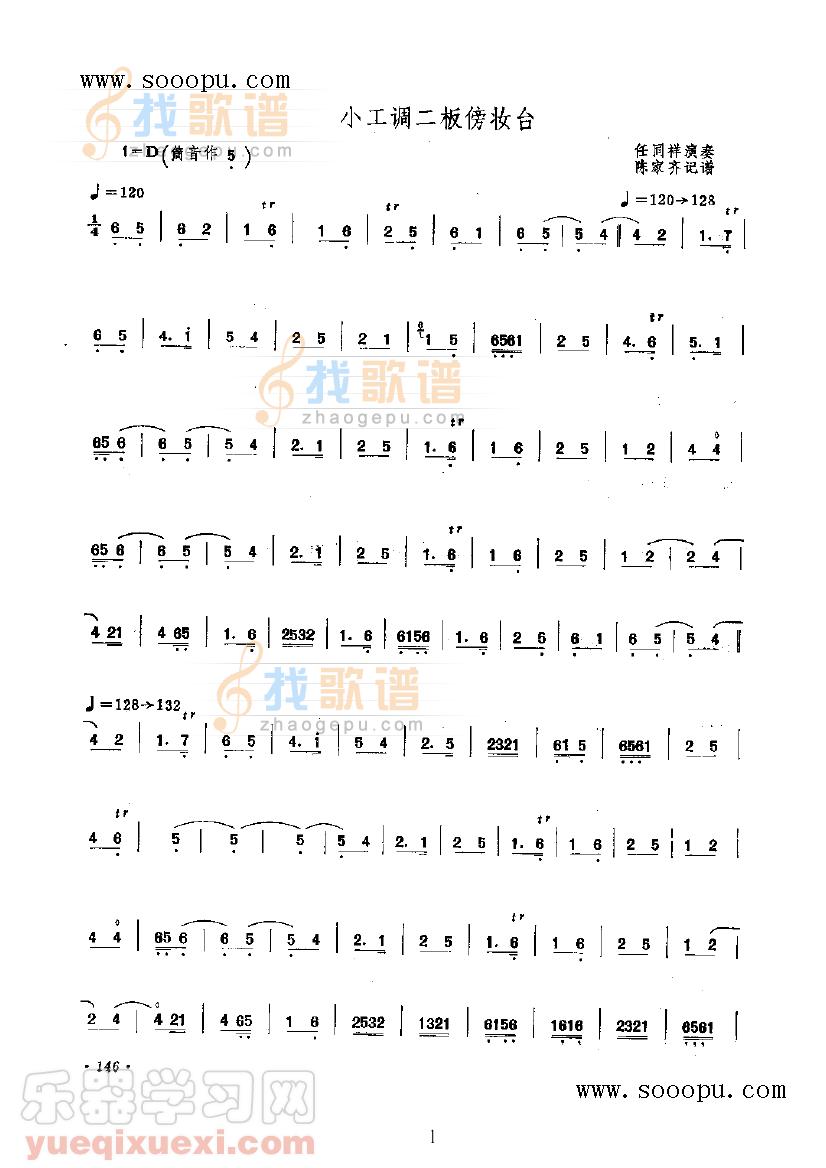 www.sooopu.com
找歌谱
zhaogepu.com
小工调二板傍妆台
1=D(筒音作5)
任同祥演奏
陈家齐记谱
♩=120
♩=120→128
1/4 6 5 | 6 2 | 1 6 | 1 6 | 2 5 | 6 1 | 6 5 | 5 4 ‖ 4 2 | 1. 7 |
6 5 | 4. i | 5 4 | 2 5 | 2 1 | 1 5 | 6561 | 2 5 | 4. 6 | 5. 1 |
找歌谱
zhaogepu.com
65 6 | 6 5 | 5 4 | 2. 1 | 2 5 | 1. 6 | 1 6 | 2 5 | 1 2 | 4 4 |
65 6 | 6 5 | 5 4 | 2. 1 | 2 5 | 1. 6 | 1 6 | 2 5 | 1 2 | 2 4 |
4 21 | 4 65 | 1. 6 | 2532 | 1. 6 | 6156 | 1. 6 | 2 5 | 6 1 | 6 5 | 5 4 ‖
找歌谱
zhaogepu.com
♩=128→132
4 2 | 1. 7 | 6 5 | 4. i | 5 4 | 2. 5 | 2321 | 61 5 | 6561 | 2 5 |
4 6 | 5 | 5 | 5 | 5 4 | 2. 1 | 2 5 | 1. 6 | 1 6 | 2 5 | 1 2 |
4 4 | 65 6 | 6 5 | 5 4 | 2. 1 | 2 5 | 1. 6 | 1 6 | 2 5 | 1 2 |
2 4 | 4 21 | 4 65 | 1 6 | 2532 | 1321 | 6156 | 1616 | 2321 | 6561 |
·146·
乐器学习网
yueqixuexi.com
www.sooopu.com
1